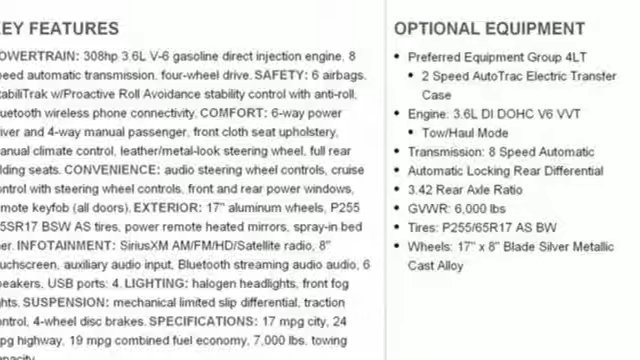 EY FEATURES
OWERTRAIN: 308hp 3.6L V-6 gasoline direct injection engine, 8
peed automatic transmission, four-wheel drive. SAFETY: 6 airbags,
tabiliTrak w/Proactive Roll Avoidance stability control with anti-roll,
uetooth wireless phone connectivity. COMFORT: 6-way power
iver and 4-way manual passenger, front cloth seat upholstery,
anual climate control, leather/metal-look steering wheel, full rear
lding seats. CONVENIENCE: audio steering wheel controls, cruise
ontrol with steering wheel controls, front and rear power windows,
mote keyfob (all doors). EXTERIOR: 17" aluminum wheels, P255
5SR17 BSW AS tires, power remote heated mirrors, spray-in bed
er. INFOTAINMENT: SiriusXM AM/FM/HD/Satellite radio, 8"
uchscreen, auxiliary audio input, Bluetooth streaming audio audio, 6
eakers, USB ports: 4. LIGHTING: halogen headlights, front fog
hts. SUSPENSION: mechanical limited slip differential, traction
ontrol, 4-wheel disc brakes. SPECIFICATIONS: 17 mpg city, 24
pg highway, 19 mpg combined fuel economy, 7,000 lbs. towing
apacity
OPTIONAL EQUIPMENT
• Preferred Equipment Group 4LT
• 2 Speed AutoTrac Electric Transfer
Case
• Engine: 3.6L DI DOHC V6 VVT
• Tow/Haul Mode
• Transmission: 8 Speed Automatic
• Automatic Locking Rear Differential
• 3.42 Rear Axle Ratio
• GVWR: 6,000 lbs
• Tires: P255/65R17 AS BW
• Wheels: 17" x 8" Blade Silver Metallic
Cast Alloy